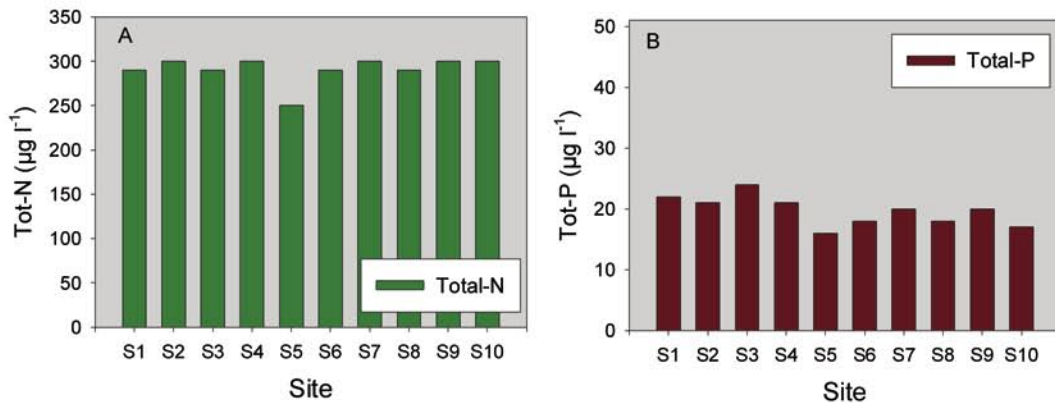 A
350
300
250
200
150
100
50
0
Tot-N (µg l⁻¹)
Total-N
S1 S2 S3 S4 S5 S6 S7 S8 S9 S10
Site
B
50
40
30
20
10
0
Tot-P (µg l⁻¹)
Total-P
S1 S2 S3 S4 S5 S6 S7 S8 S9 S10
Site